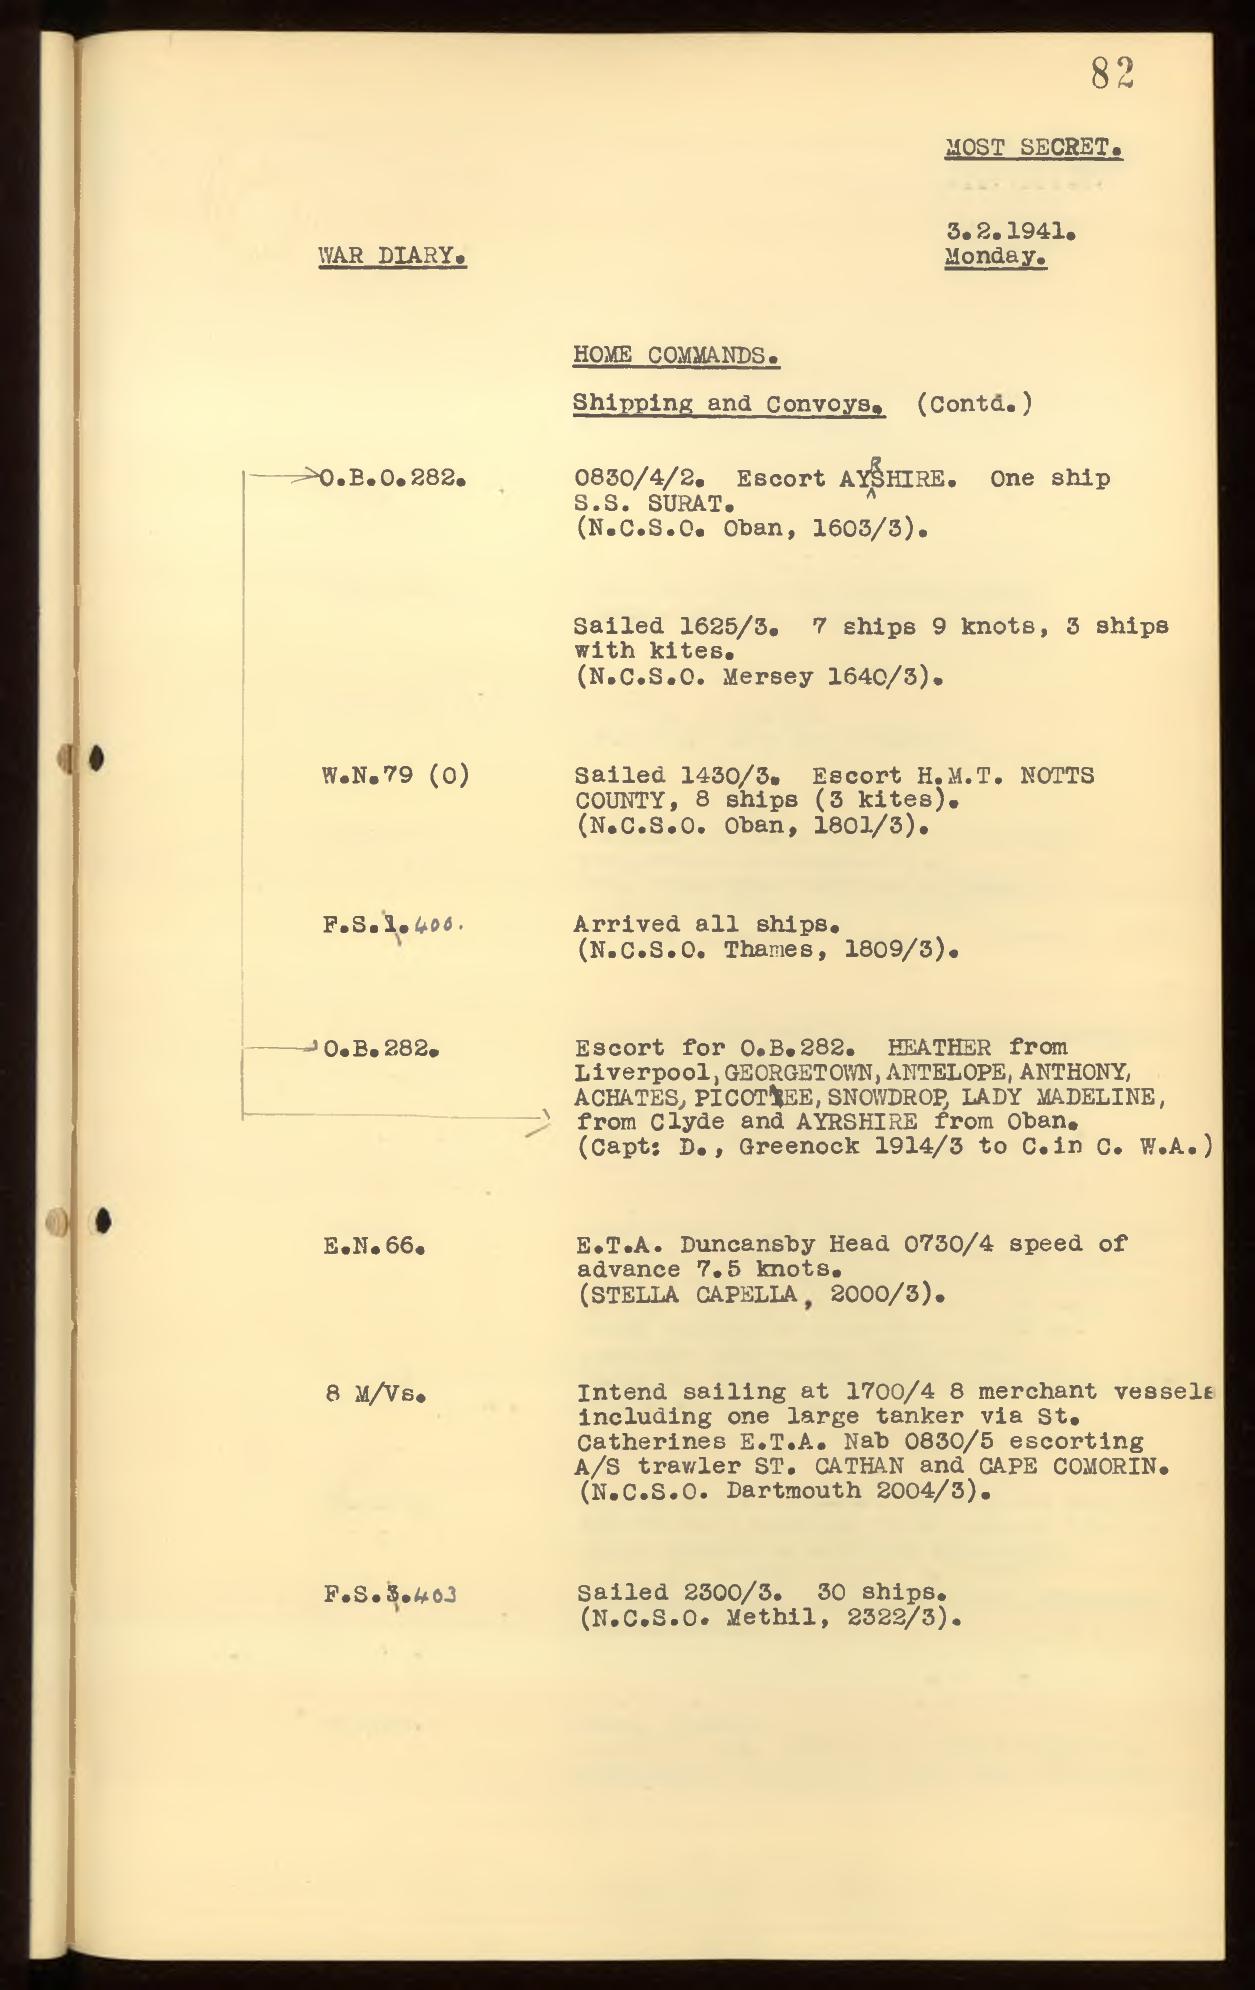 82
MOST SECRET.
3.2.1941.
WAR DIARY. Monday.
HOME COMMANDS.
Shipping and Convoys. (Contd.)
O.B.O.282. 0830/4/2. Escort AYRSHIRE. One ship
S.S. SURAT.
(N.C.S.O. Oban, 1603/3).
Sailed 1625/3. 7 ships 9 knots, 3 ships
with kites.
(N.C.S.O. Mersey 1640/3).
W.N.79 (O) Sailed 1430/3. Escort H.M.T. NOTTS
COUNTY, 8 ships (3 kites).
(N.C.S.O. Oban, 1801/3).
F.S.1.400. Arrived all ships.
(N.C.S.O. Thames, 1809/3).
O.B.282. Escort for O.B.282. HEATHER from
Liverpool, GEORGETOWN, ANTELOPE, ANTHONY,
ACHATES, PICOTEE, SNOWDROP, LADY MADELINE,
from Clyde and AYRSHIRE from Oban.
(Capt: D., Greenock 1914/3 to C.in C. W.A.)
E.N.66. E.T.A. Duncansby Head 0730/4 speed of
advance 7.5 knots.
(STELLA CAPELLA, 2000/3).
8 M/Vs. Intend sailing at 1700/4 8 merchant vessels
including one large tanker via St.
Catherines E.T.A. Nab 0830/5 escorting
A/S trawler ST. CATHAN and CAPE COMORIN.
(N.C.S.O. Dartmouth 2004/3).
F.S.3.403 Sailed 2300/3. 30 ships.
(N.C.S.O. Methil, 2322/3).